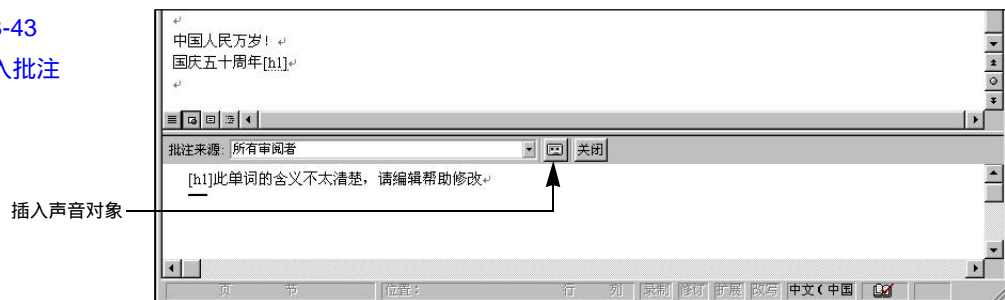 -43
入批注
中国人民万岁！
国庆五十周年[h1]
批注来源: 所有审阅者 关闭
[h1]此单词的含义不太清楚，请编辑帮助修改
插入声音对象
页 节 位置： 行 列 录制 修订 扩展 改写 中文(中国